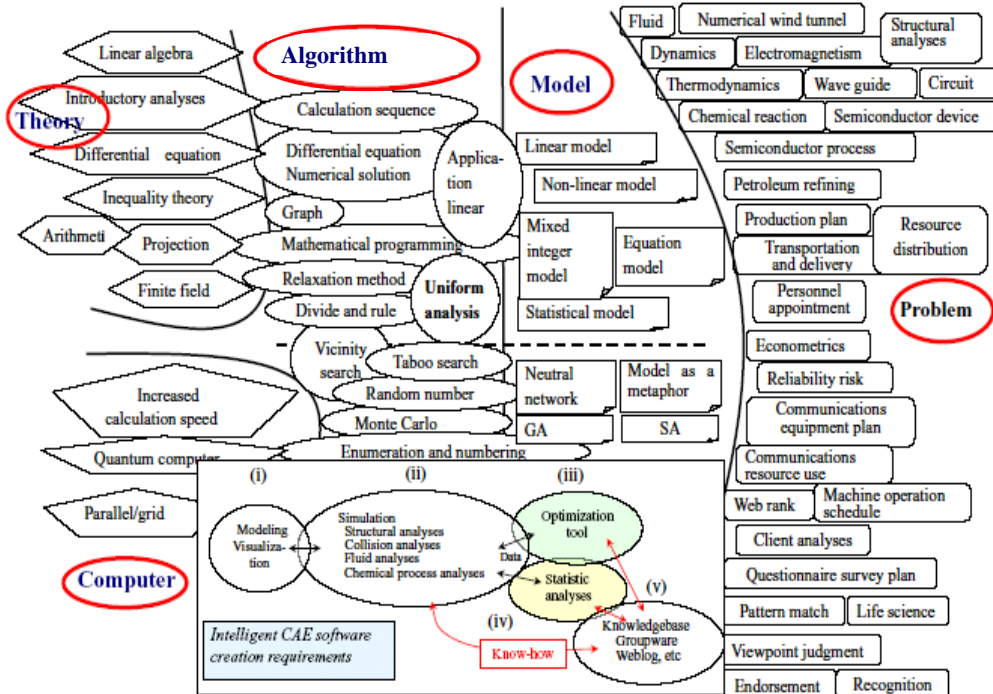 Linear algebra
Introductory analyses
Theory
Differential equation
Inequality theory
Arithmeti
Projection
Finite field
Algorithm
Calculation sequence
Differential equation
Numerical solution
Applica-
tion
linear
Graph
Mathematical programming
Relaxation method
Uniform
analysis
Divide and rule
Vicinity
search
Taboo search
Random number
Monte Carlo
Enumeration and numbering
Model
Linear model
Non-linear model
Mixed
integer
model
Equation
model
Statistical model
Neutral
network
Model as a
metaphor
GA
SA
Fluid
Numerical wind tunnel
Structural
analyses
Dynamics
Electromagnetism
Thermodynamics
Wave guide
Circuit
Chemical reaction
Semiconductor device
Semiconductor process
Petroleum refining
Production plan
Resource
distribution
Transportation
and delivery
Personnel
appointment
Problem
Econometrics
Reliability risk
Communications
equipment plan
Communications
resource use
Web rank
Machine operation
schedule
Client analyses
Questionnaire survey plan
Pattern match
Life science
Viewpoint judgment
Endorsement
Recognition
Increased
calculation speed
Quantum computer
Parallel/grid
Computer
(i)
(ii)
(iii)
Modeling
Visualiza-
tion
Simulation
Structural analyses
Collision analyses
Fluid analyses
Chemical process analyses
Data
Optimization
tool
Statistic
analyses
(iv)
(v)
Knowledgebase
Groupware
Weblog, etc
Know-how
Intelligent CAE software
creation requirements